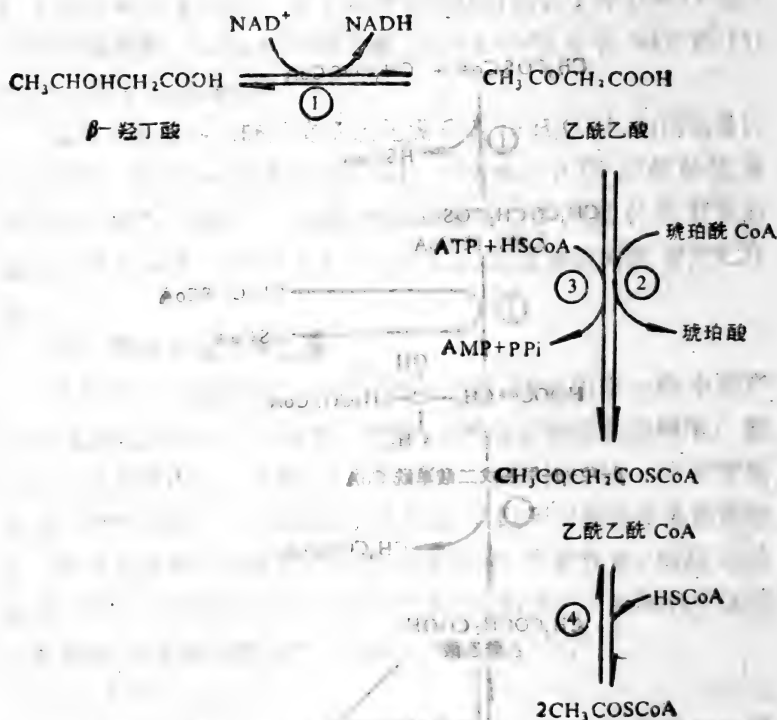 NAD⁺ NADH
CH₃CHOHCH₂COOH ① CH₃COCH₂COOH
β-羟丁酸 乙酰乙酸
ATP+HSCoA 琥珀酰 CoA
③ ②
AMP+PPi 琥珀酸
CH₃COCH₂COSCoA
乙酰乙酰 CoA
④ HSCoA
2CH₃COSCoA